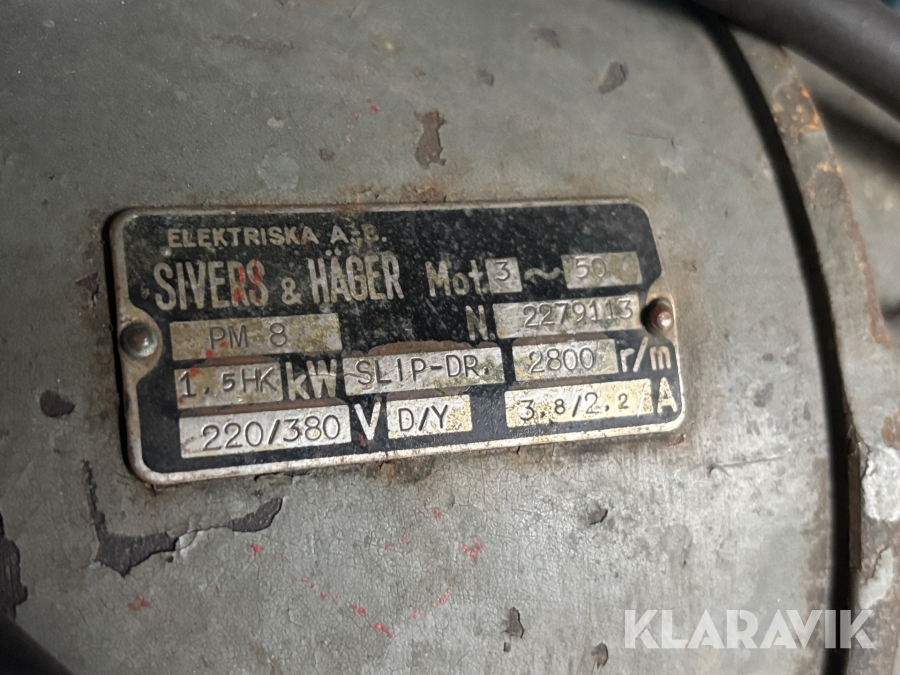 ELEKTRISKA A.-B.
SIVERS & HÄGER Mot. 3 ~ 50
PM 8 N 2279113
1.5HK kW SLIP-DR. 2800 r/m
220/380 V D/Y 3.8/2.2 A
KLARAVIK